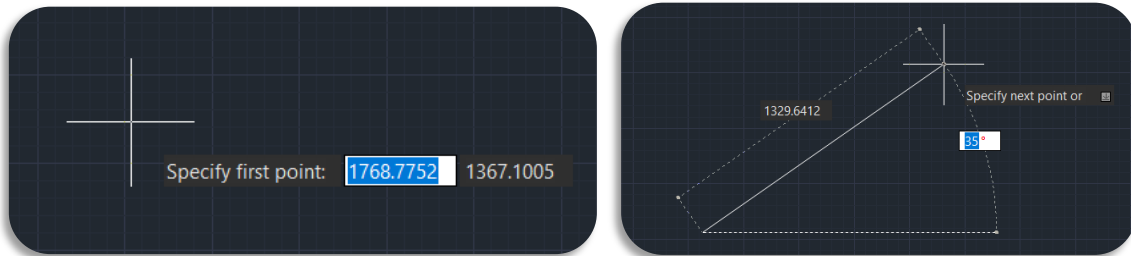 Specify first point: 1768.7752 1367.1005
1329.6412
Specify next point or
35°